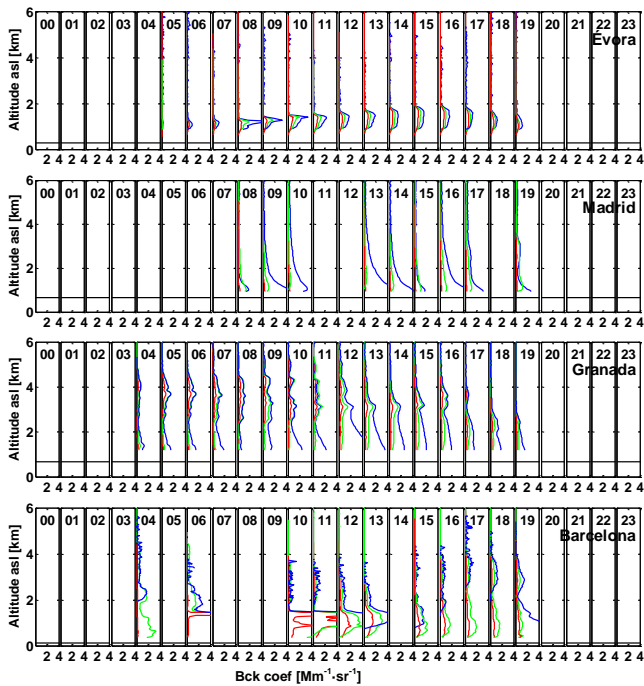 Altitude asl [km]
6
4
2
0
00 01 02 03 04 05 06 07 08 09 10 11 12 13 14 15 16 17 18 19 20 21 22 23
Évora
2 4 2 4 2 4 2 4 2 4 2 4 2 4 2 4 2 4 2 4 2 4 2 4 2 4 2 4 2 4 2 4 2 4 2 4 2 4 2 4 2 4 2 4 2 4 2 4
Altitude asl [km]
6
4
2
0
00 01 02 03 04 05 06 07 08 09 10 11 12 13 14 15 16 17 18 19 20 21 22 23
Madrid
2 4 2 4 2 4 2 4 2 4 2 4 2 4 2 4 2 4 2 4 2 4 2 4 2 4 2 4 2 4 2 4 2 4 2 4 2 4 2 4 2 4 2 4 2 4 2 4
Altitude asl [km]
6
4
2
0
00 01 02 03 04 05 06 07 08 09 10 11 12 13 14 15 16 17 18 19 20 21 22 23
Granada
2 4 2 4 2 4 2 4 2 4 2 4 2 4 2 4 2 4 2 4 2 4 2 4 2 4 2 4 2 4 2 4 2 4 2 4 2 4 2 4 2 4 2 4 2 4 2 4
Altitude asl [km]
6
4
2
0
00 01 02 03 04 05 06 07 08 09 10 11 12 13 14 15 16 17 18 19 20 21 22 23
Barcelona
2 4 2 4 2 4 2 4 2 4 2 4 2 4 2 4 2 4 2 4 2 4 2 4 2 4 2 4 2 4 2 4 2 4 2 4 2 4 2 4 2 4 2 4 2 4 2 4
Bck coef [Mm⁻¹·sr⁻¹]